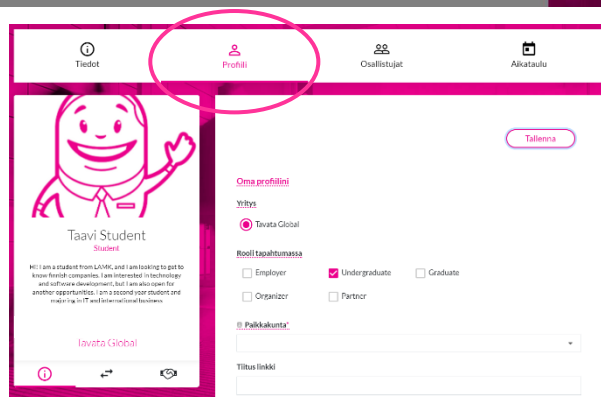 Tiedot
Profiili
Osallistujat
Aikataulu
Taavi Student
Student
Hi! I am a student from LAMK, and I am looking to get to
know finnish companies. I am interested in technology
and software development, but I am also open for
another opportunities. I am a second year student and
majoring in IT and international business
Tavata Global
Tallenna
Oma profiilini
Yritys
Tavata Global
Rooli tapahtumassa
Employer
Undergraduate
Graduate
Organizer
Partner
Paikkakunta*
Tiitus linkki